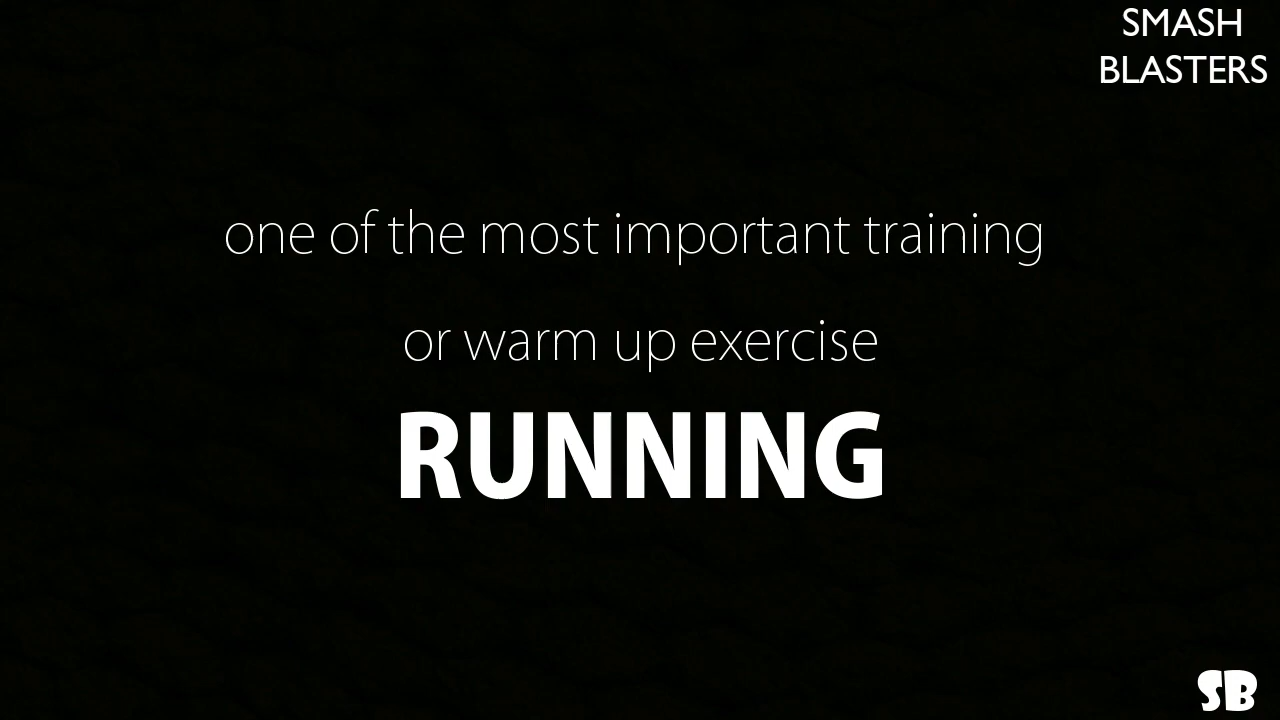 SMASH
BLASTERS
one of the most important training
or warm up exercise
RUNNING
SB